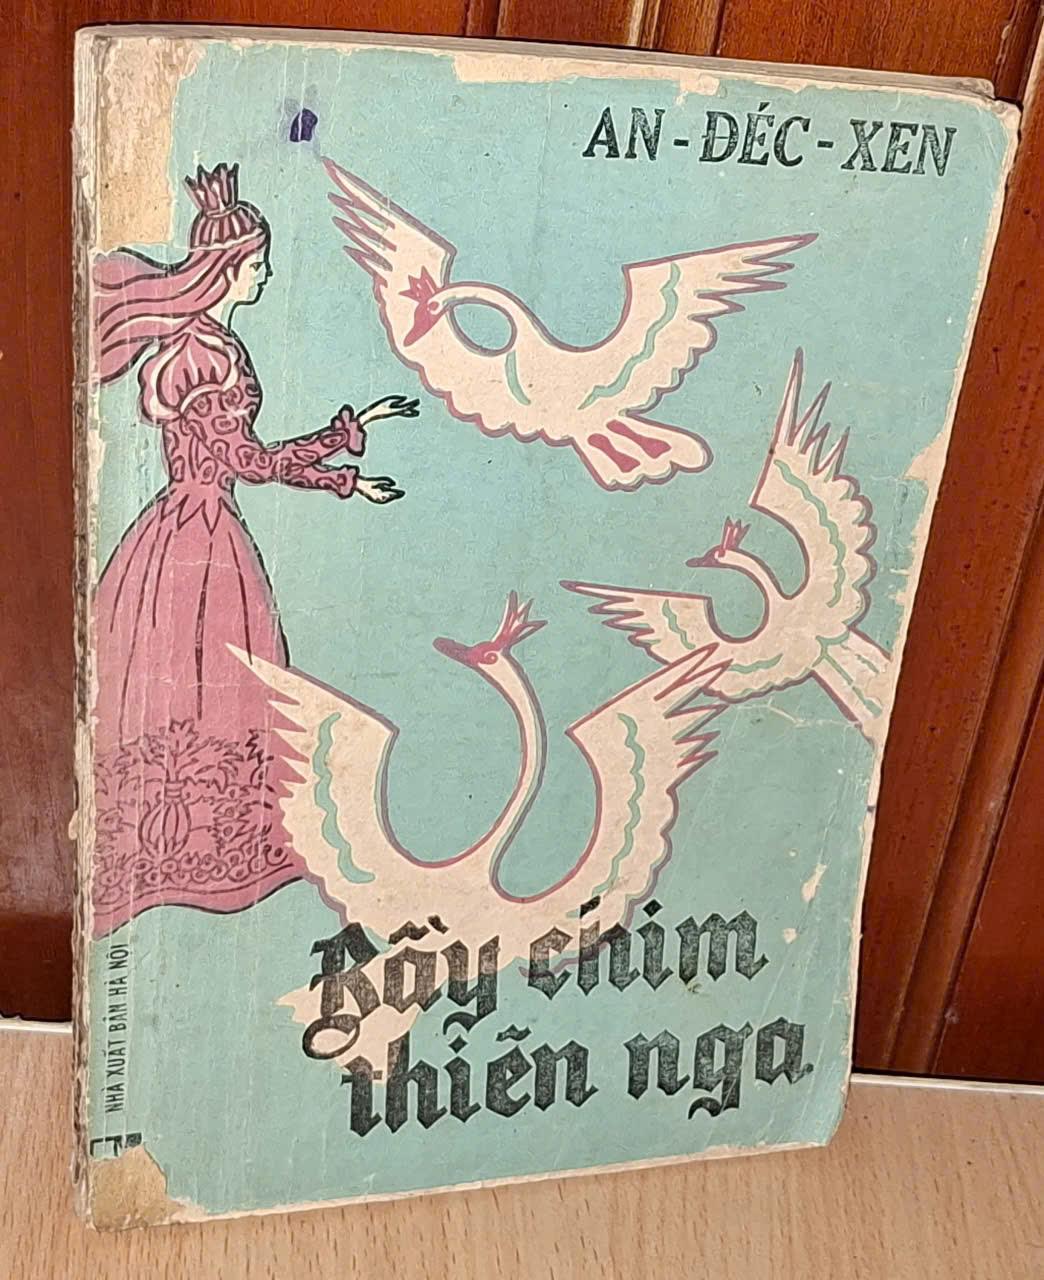 AN-ĐÉC-XEN
Bầy chim
thiên nga
NHÀ XUẤT BẢN HÀ NỘI